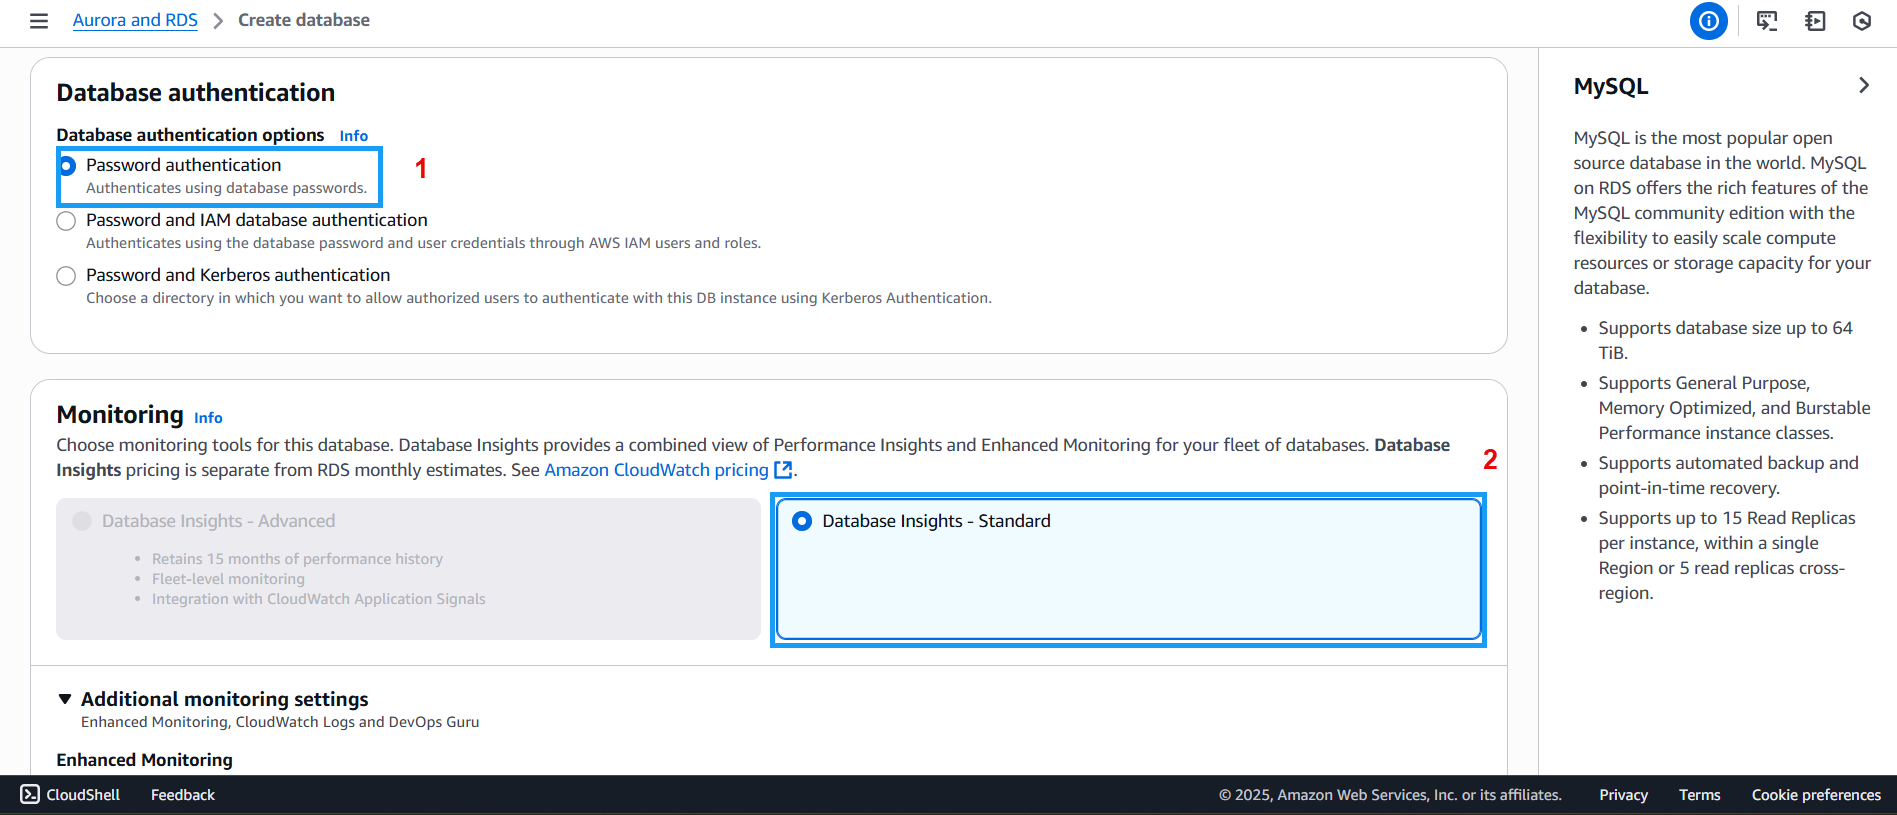 Aurora and RDS > Create database
Database authentication
Database authentication options Info
Password authentication
Authenticates using database passwords.
1
Password and IAM database authentication
Authenticates using the database password and user credentials through AWS IAM users and roles.
Password and Kerberos authentication
Choose a directory in which you want to allow authorized users to authenticate with this DB instance using Kerberos Authentication.
Monitoring Info
Choose monitoring tools for this database. Database Insights provides a combined view of Performance Insights and Enhanced Monitoring for your fleet of databases. Database
Insights pricing is separate from RDS monthly estimates. See Amazon CloudWatch pricing.
2
Database Insights - Advanced
• Retains 15 months of performance history
• Fleet-level monitoring
• Integration with CloudWatch Application Signals
Database Insights - Standard
Additional monitoring settings
Enhanced Monitoring, CloudWatch Logs and DevOps Guru
Enhanced Monitoring
MySQL
MySQL is the most popular open
source database in the world. MySQL
on RDS offers the rich features of the
MySQL community edition with the
flexibility to easily scale compute
resources or storage capacity for your
database.
• Supports database size up to 64
TiB.
• Supports General Purpose,
Memory Optimized, and Burstable
Performance instance classes.
• Supports automated backup and
point-in-time recovery.
• Supports up to 15 Read Replicas
per instance, within a single
Region or 5 read replicas cross-
region.
CloudShell Feedback © 2025, Amazon Web Services, Inc. or its affiliates. Privacy Terms Cookie preferences